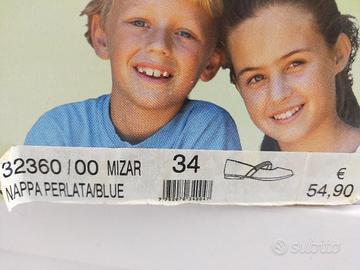 32360/00 MIZAR 34 €
NAPPA PERLATA/BLUE 54,90
subito